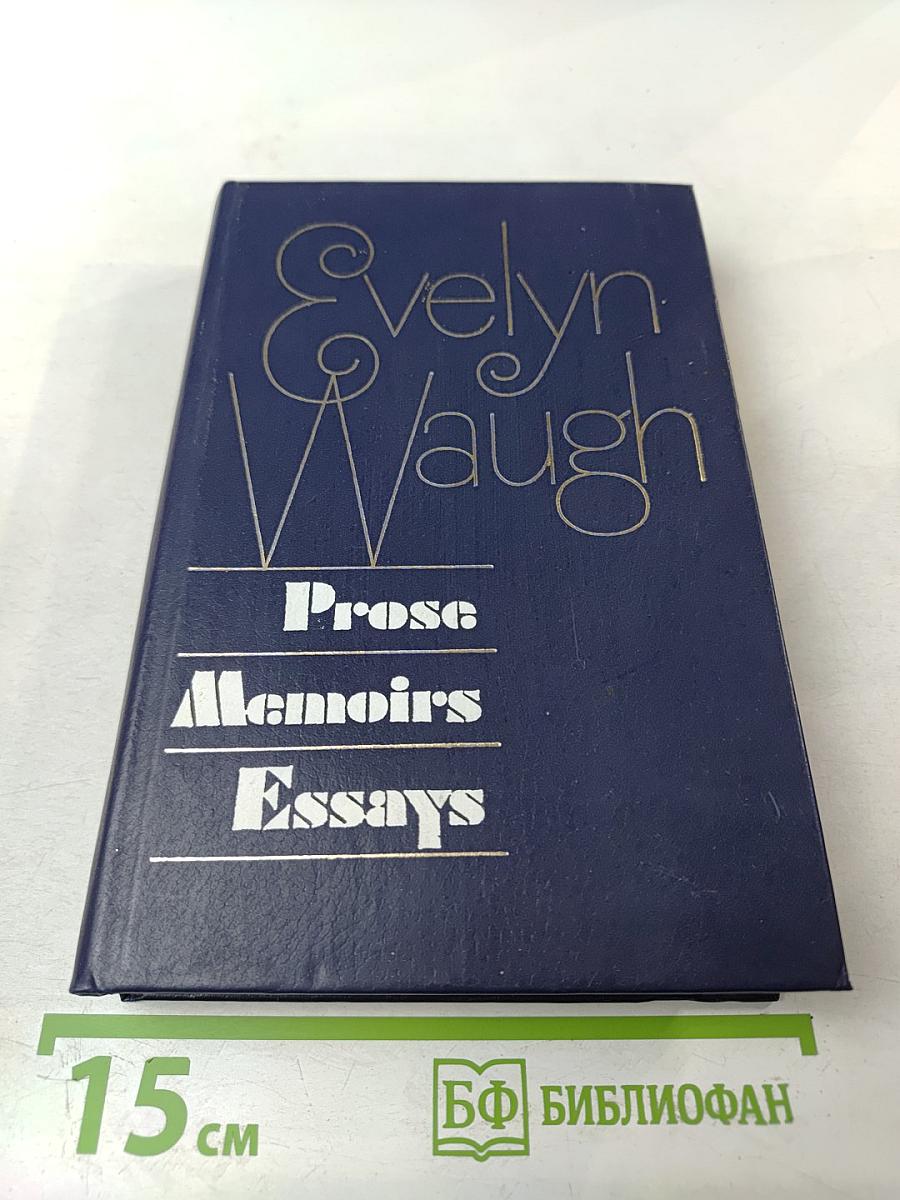 Evelyn
Waugh
Prose
Memoirs
Essays
15 см
БФ БИБЛИОФАН